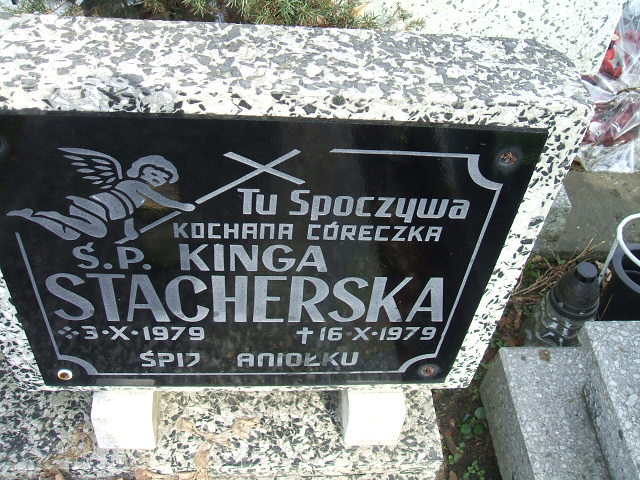 Tu Spoczywa
KOCHANA CÓRECZKA
Ś.P. KINGA
STACHERSKA
3-X-1979 †16-X-1979
ŚPIJ ANIOŁKU